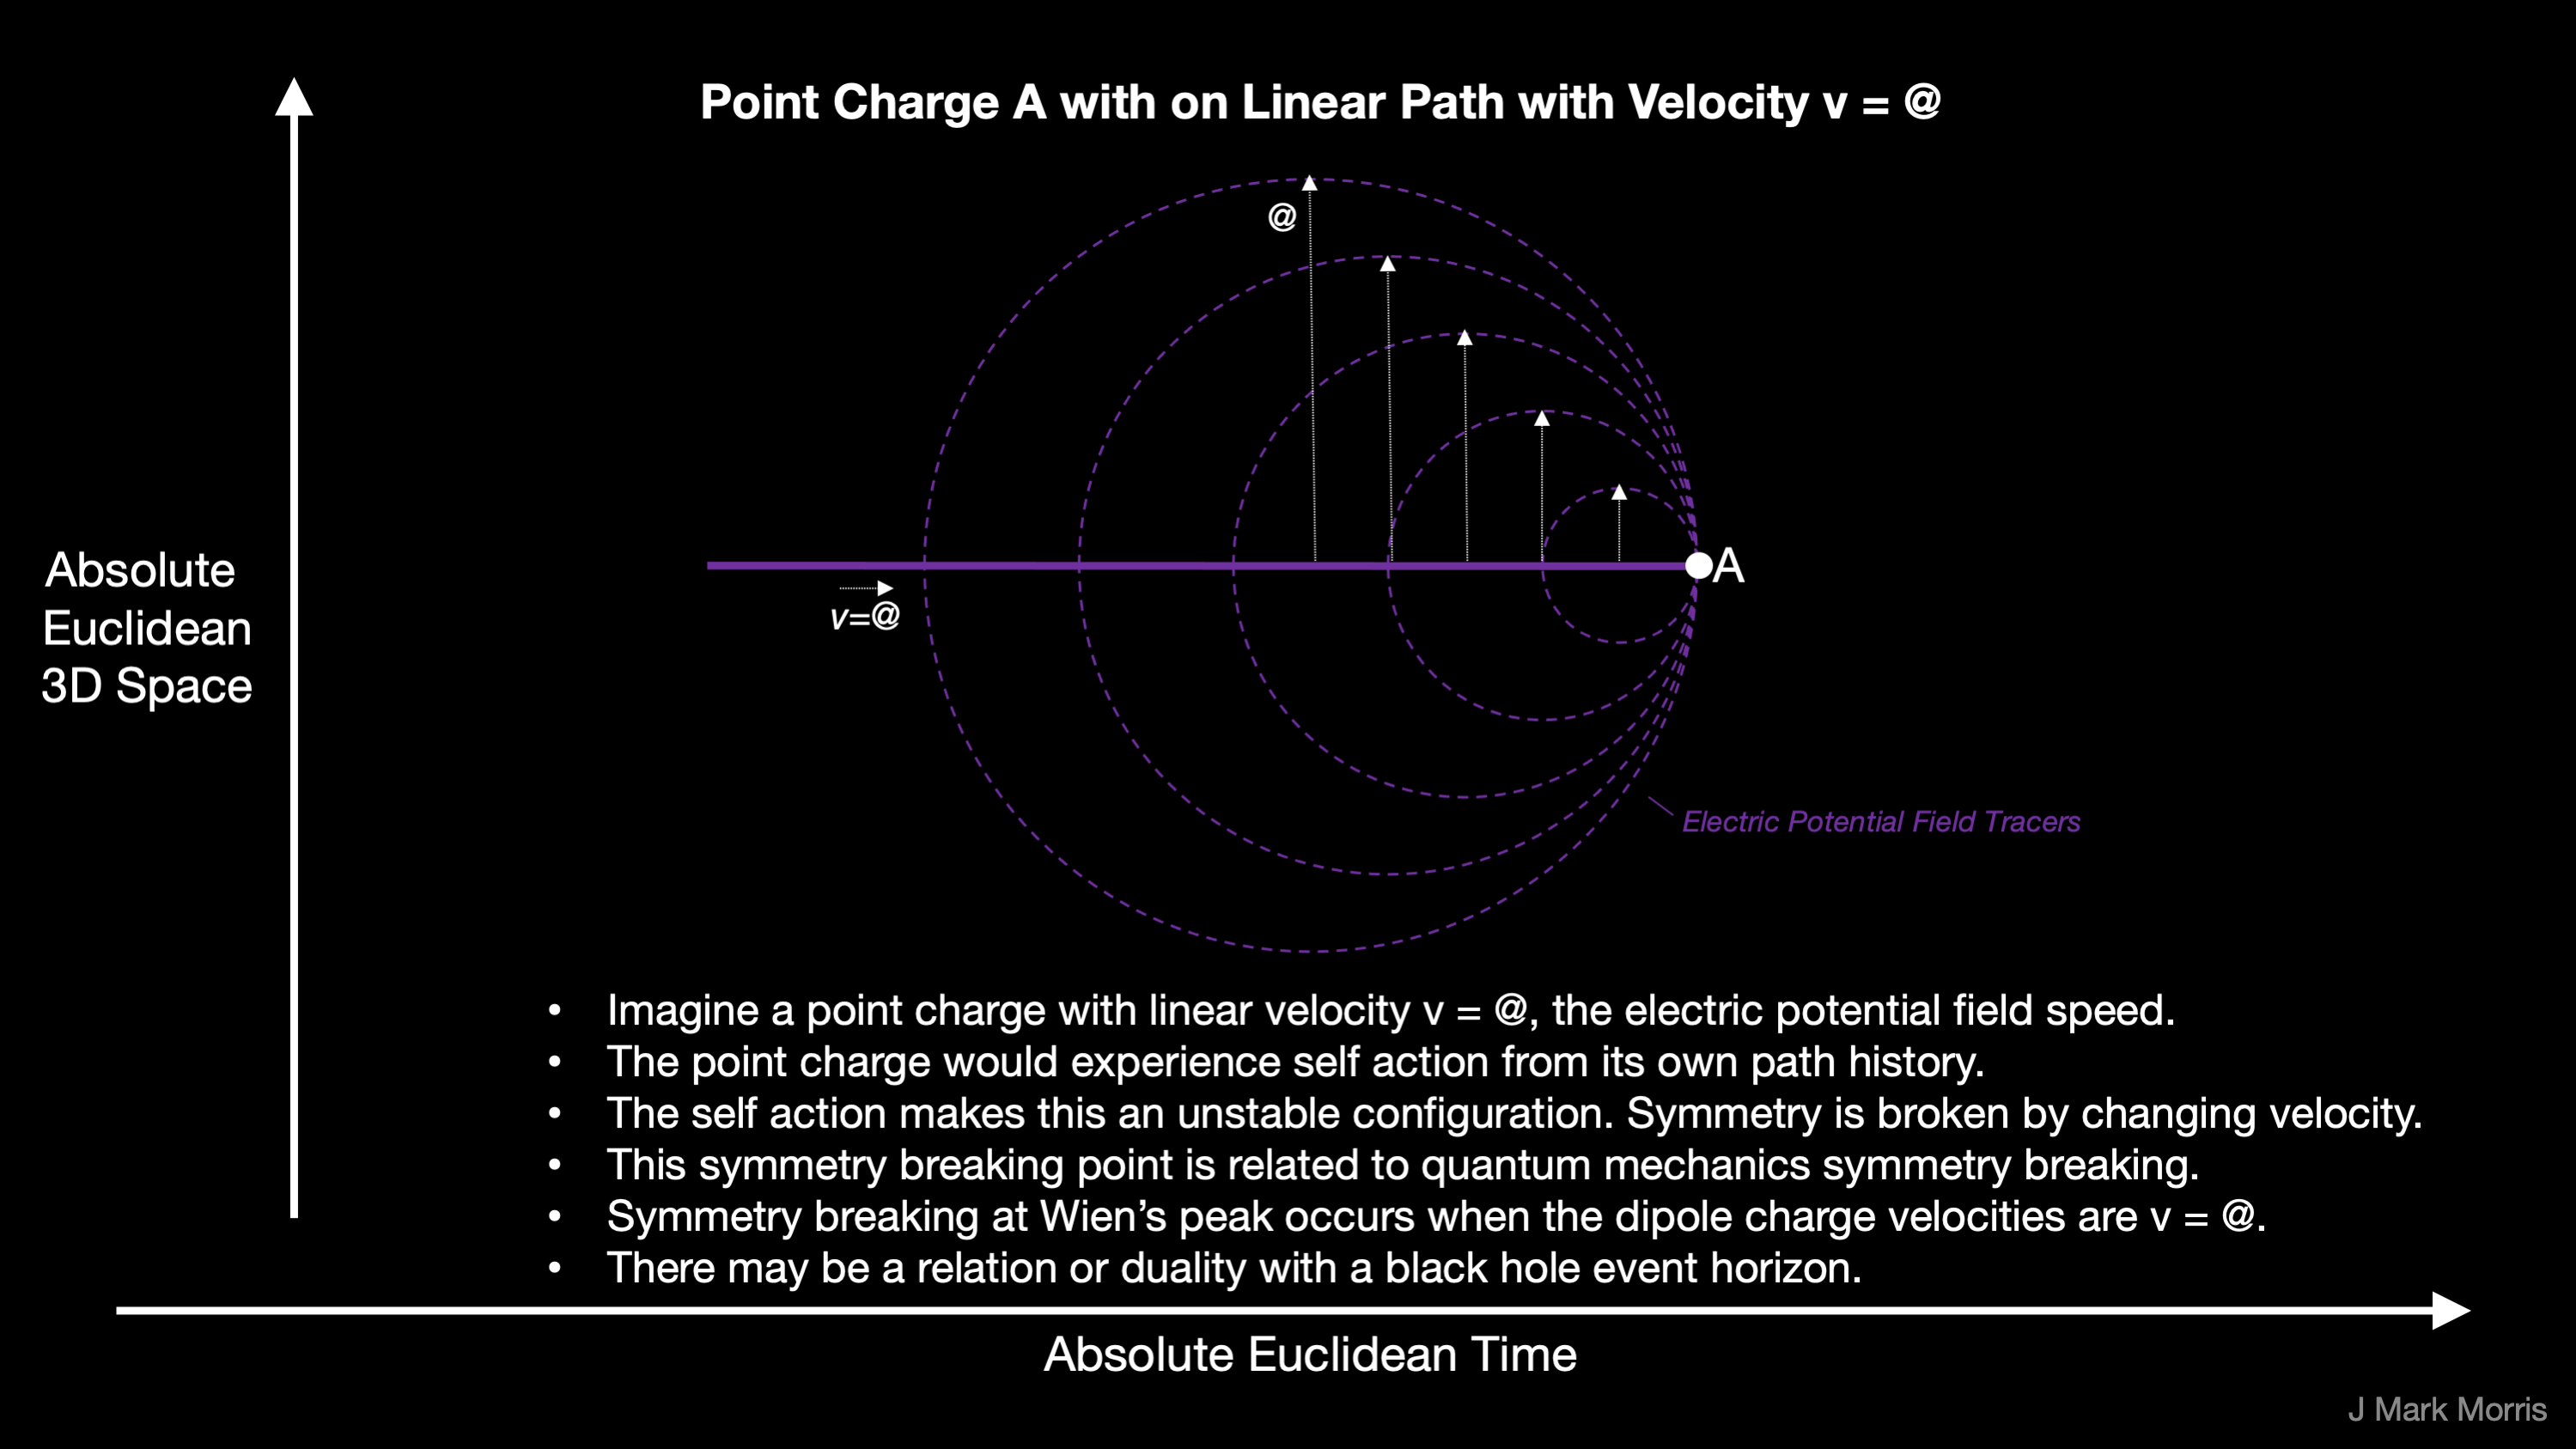 Point Charge A with on Linear Path with Velocity v = @
@
A
v=@
Absolute
Euclidean
3D Space
Electric Potential Field Tracers
• Imagine a point charge with linear velocity v = @, the electric potential field speed.
• The point charge would experience self action from its own path history.
• The self action makes this an unstable configuration. Symmetry is broken by changing velocity.
• This symmetry breaking point is related to quantum mechanics symmetry breaking.
• Symmetry breaking at Wien’s peak occurs when the dipole charge velocities are v = @.
• There may be a relation or duality with a black hole event horizon.
Absolute Euclidean Time
J Mark Morris